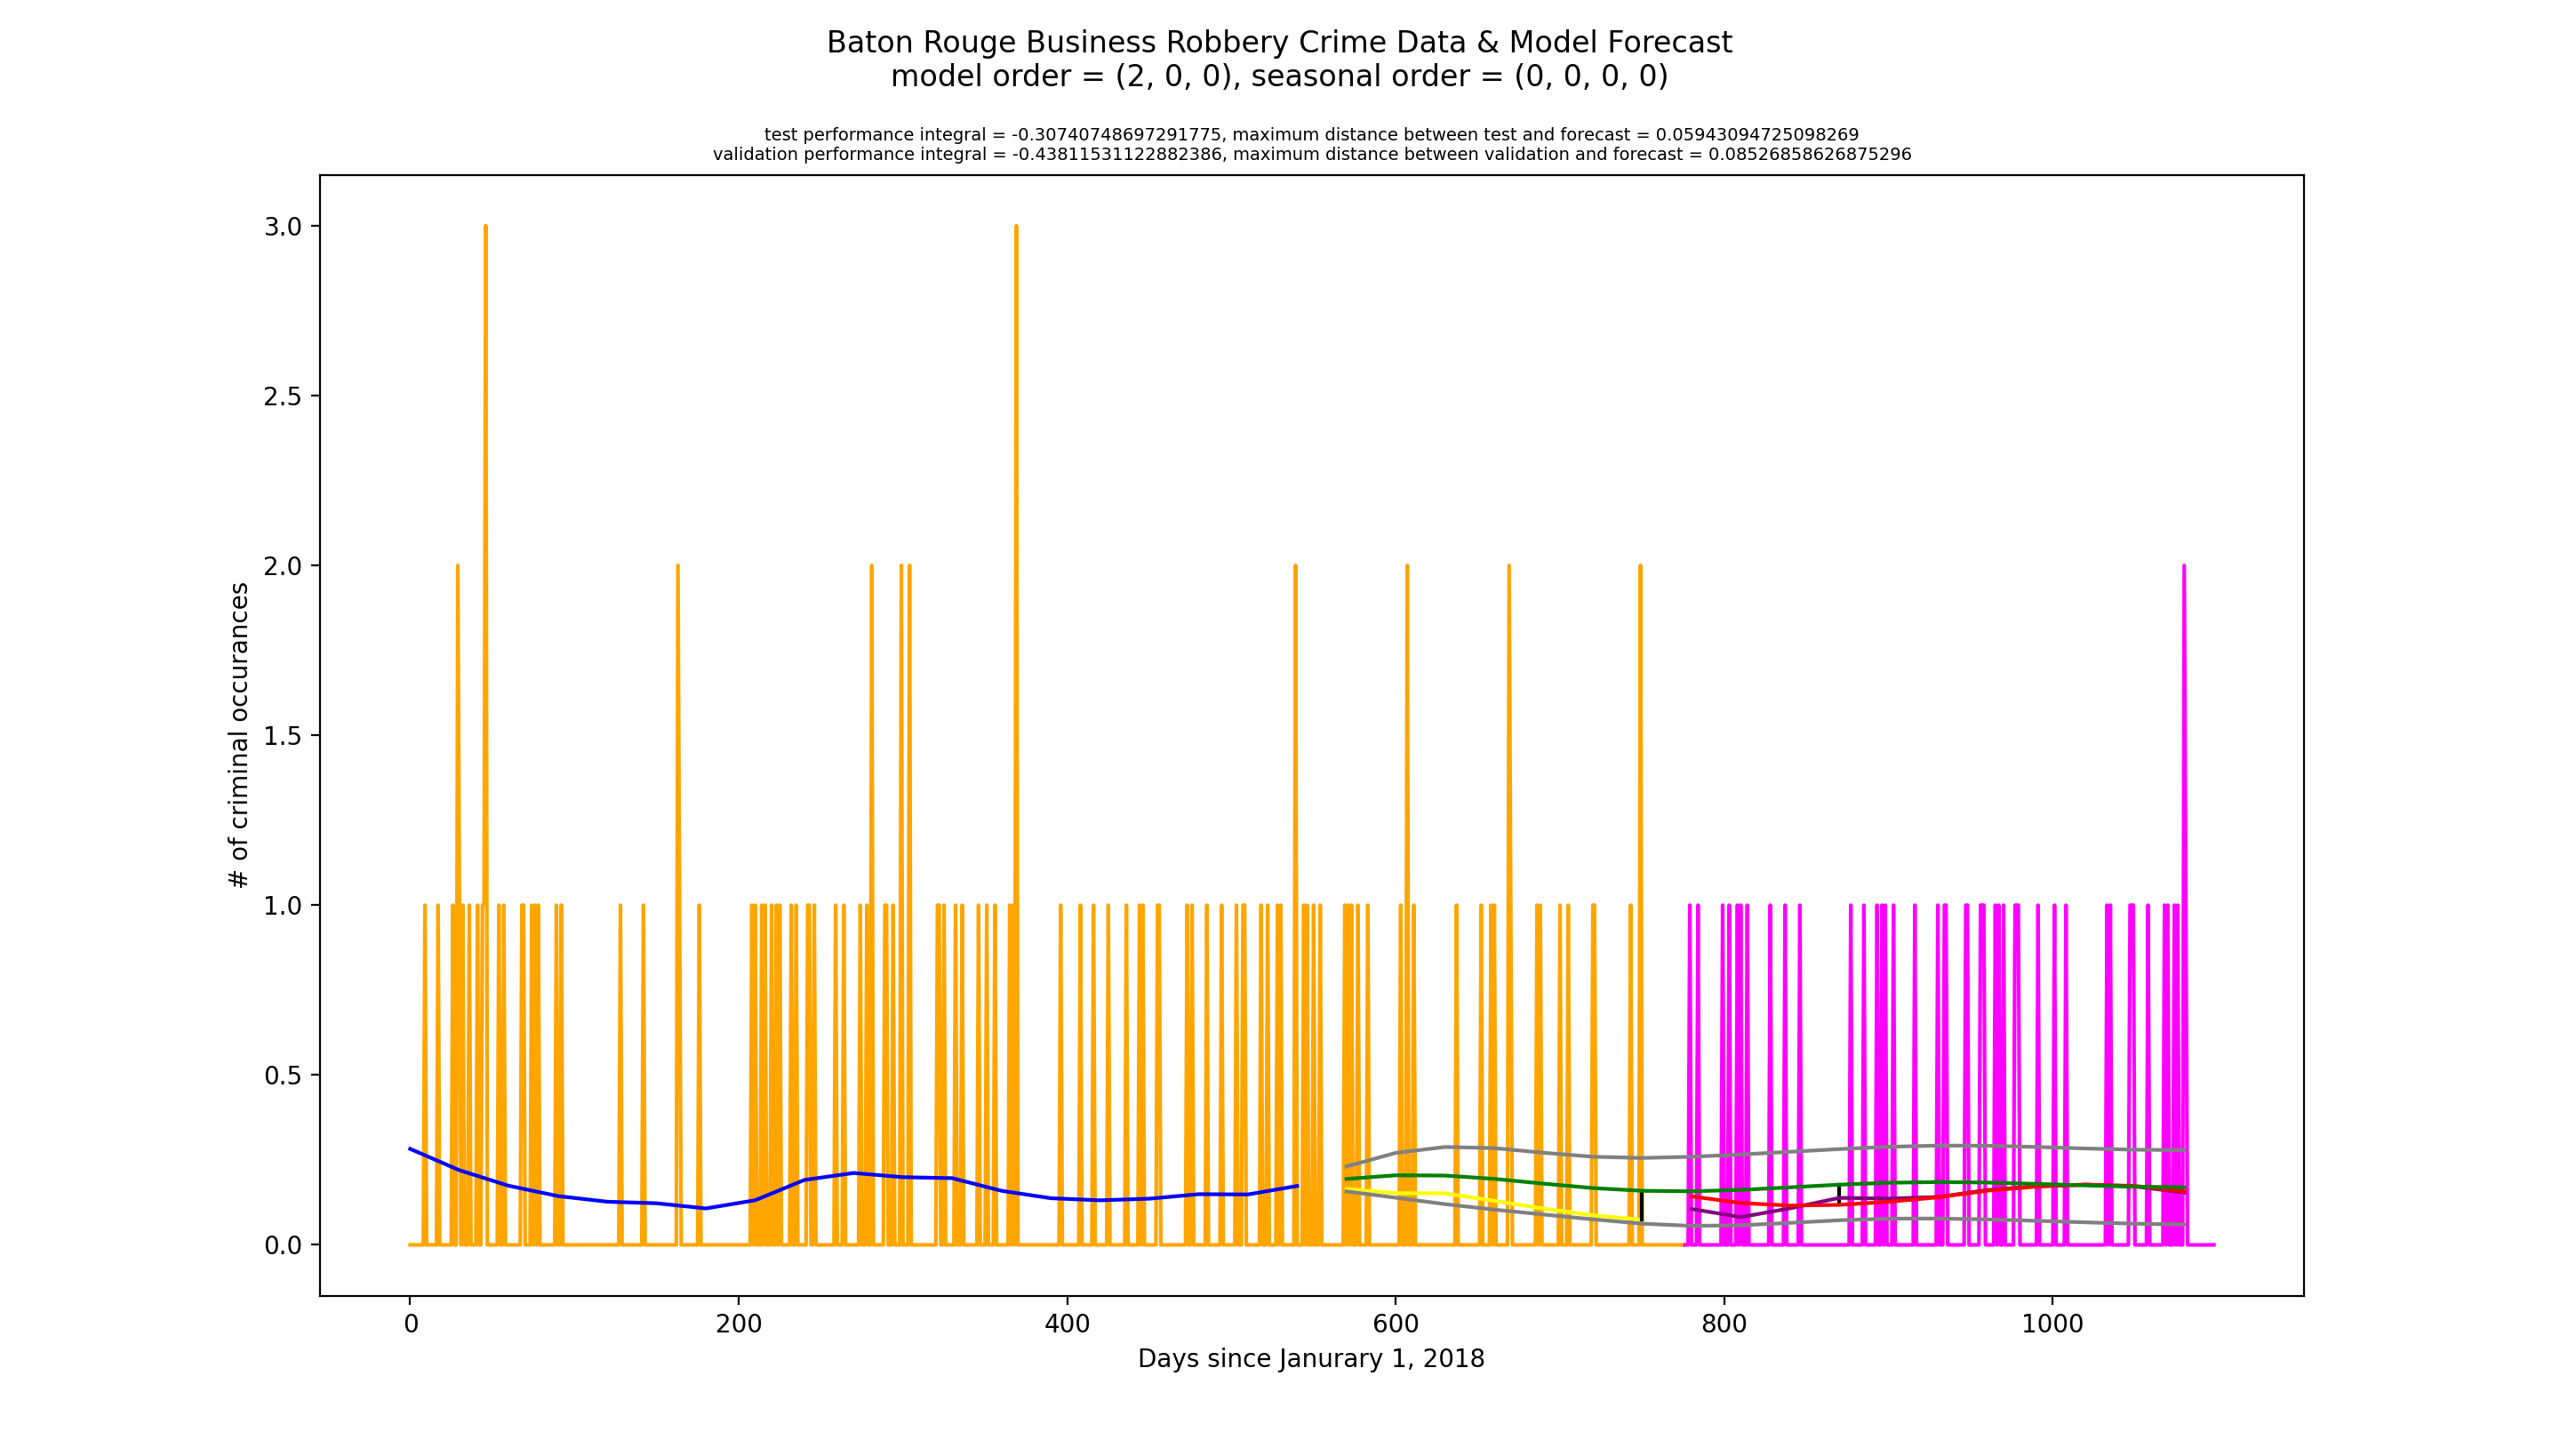 Baton Rouge Business Robbery Crime Data & Model Forecast
model order = (2, 0, 0), seasonal order = (0, 0, 0, 0)
test performance integral = -0.30740748697291775, maximum distance between test and forecast = 0.05943094725098269
validation performance integral = -0.43811531122882386, maximum distance between validation and forecast = 0.08526858626875296
3.0
2.5
2.0
1.5
1.0
0.5
0.0
# of criminal occurances
0 200 400 600 800 1000
Days since Janurary 1, 2018